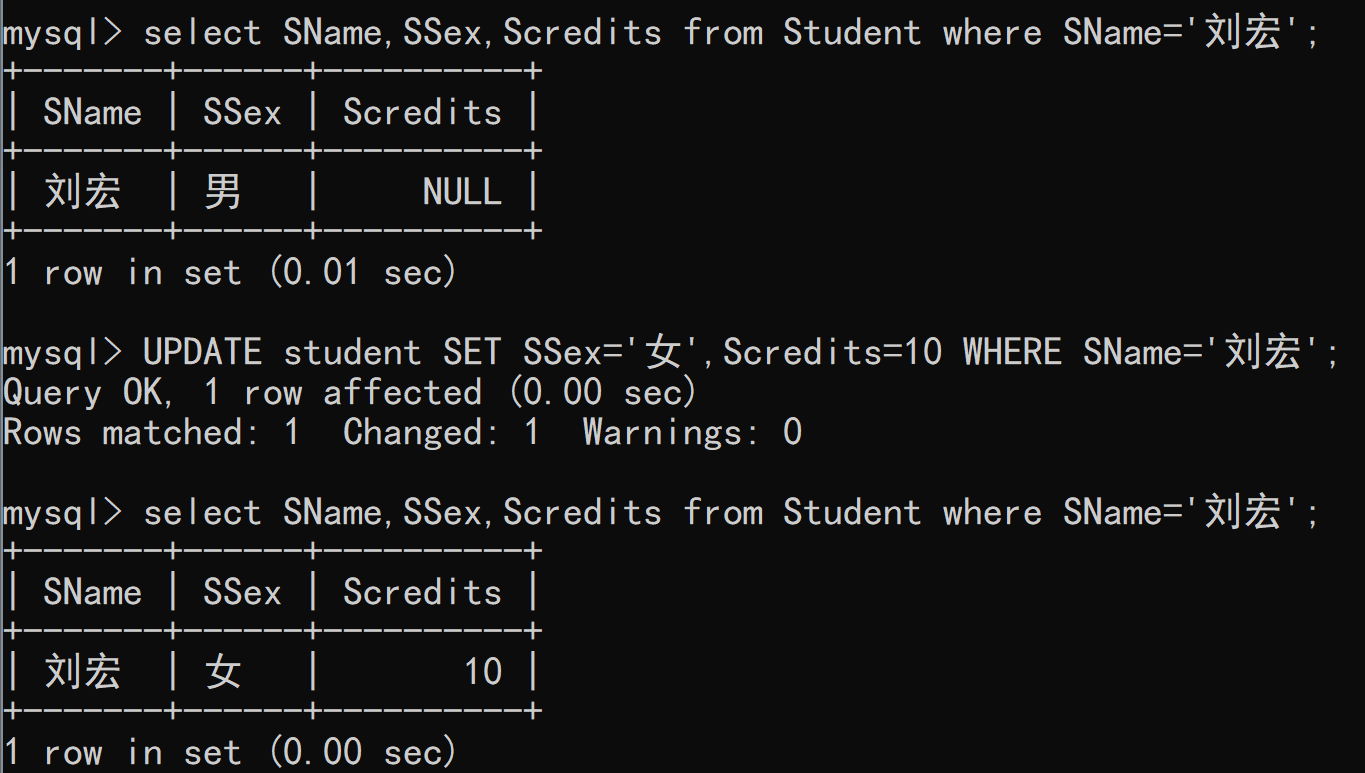 mysql> select SName,SSex,Scredits from Student where SName='刘宏';
+-------+------+----------+
| SName | SSex | Scredits |
+-------+------+----------+
| 刘宏  | 男   |     NULL |
+-------+------+----------+
1 row in set (0.01 sec)
mysql> UPDATE student SET SSex='女',Scredits=10 WHERE SName='刘宏';
Query OK, 1 row affected (0.00 sec)
Rows matched: 1  Changed: 1  Warnings: 0
mysql> select SName,SSex,Scredits from Student where SName='刘宏';
+-------+------+----------+
| SName | SSex | Scredits |
+-------+------+----------+
| 刘宏  | 女   |       10 |
+-------+------+----------+
1 row in set (0.00 sec)